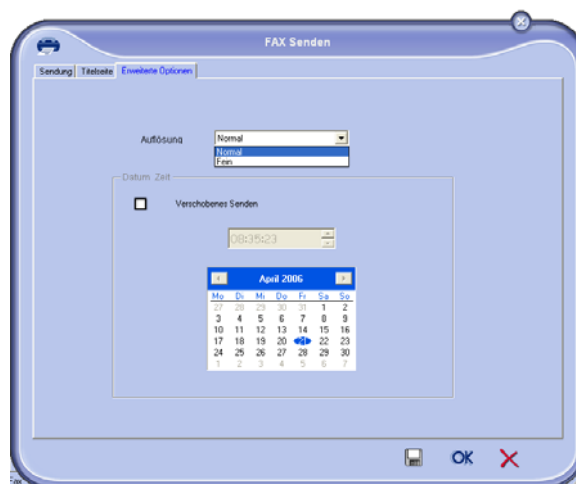 FAX Senden
Sendung Titelseite Erweiterte Optionen
Auflösung Normal
Normal
Fein
Datum Zeit
Verschobenes Senden
08:35:23
April 2006
Mo Di Mi Do Fr Sa So
27 28 29 30 31 1 2
3 4 5 6 7 8 9
10 11 12 13 14 15 16
17 18 19 20 21 22 23
24 25 26 27 28 29 30
1 2 3 4 5 6 7
OK